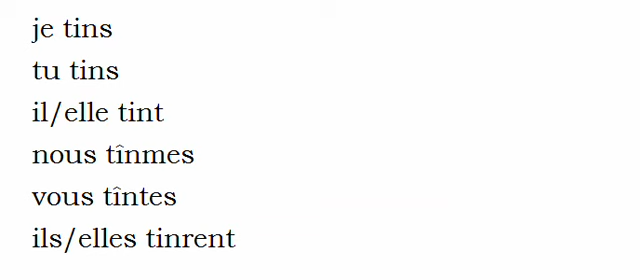 je tins
tu tins
il/elle tint
nous tînmes
vous tîntes
ils/elles tinrent